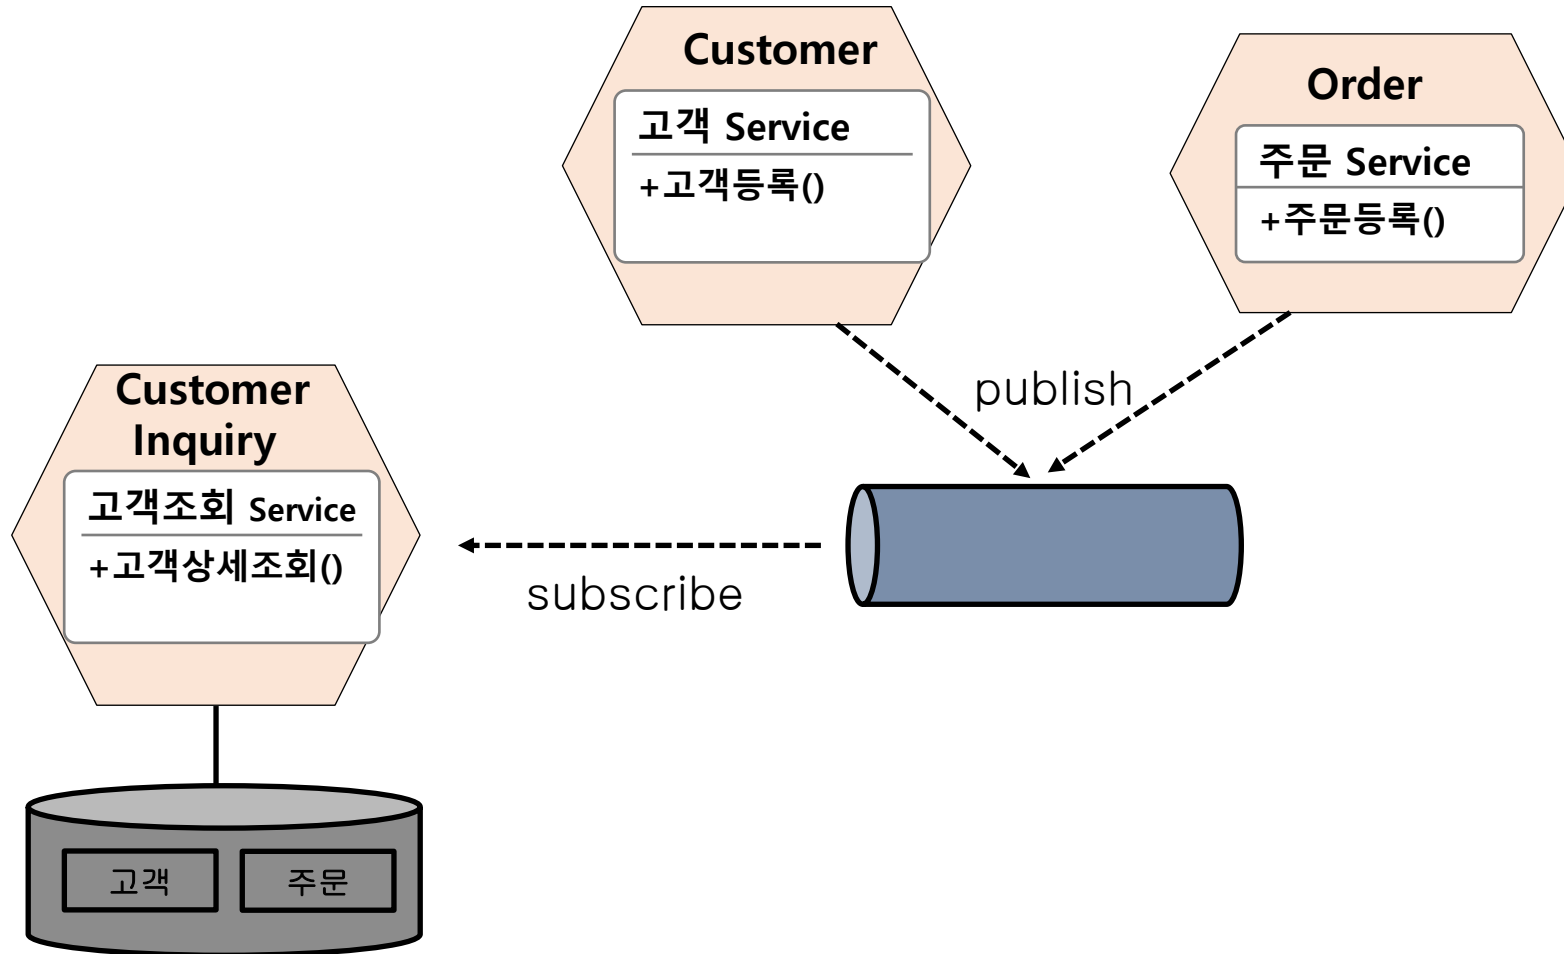 Customer
고객 Service
+고객등록()
Order
주문 Service
+주문등록()
publish
Customer
Inquiry
고객조회 Service
+고객상세조회()
subscribe
고객
주문